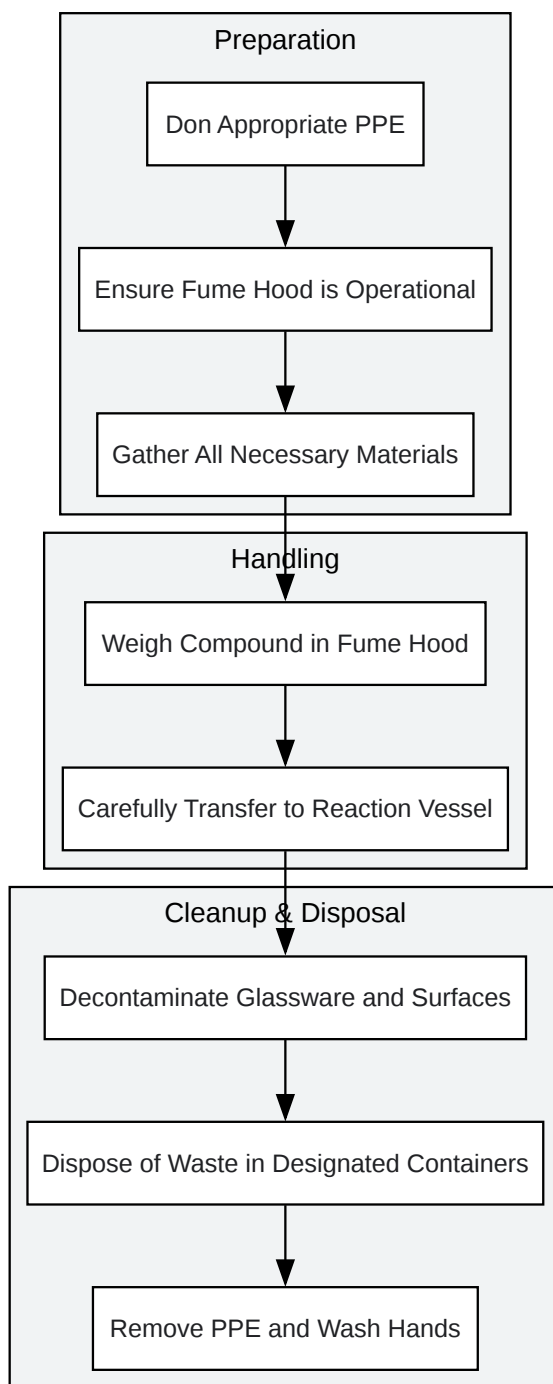 Preparation
Don Appropriate PPE
Ensure Fume Hood is Operational
Gather All Necessary Materials
Handling
Weigh Compound in Fume Hood
Carefully Transfer to Reaction Vessel
Cleanup & Disposal
Decontaminate Glassware and Surfaces
Dispose of Waste in Designated Containers
Remove PPE and Wash Hands